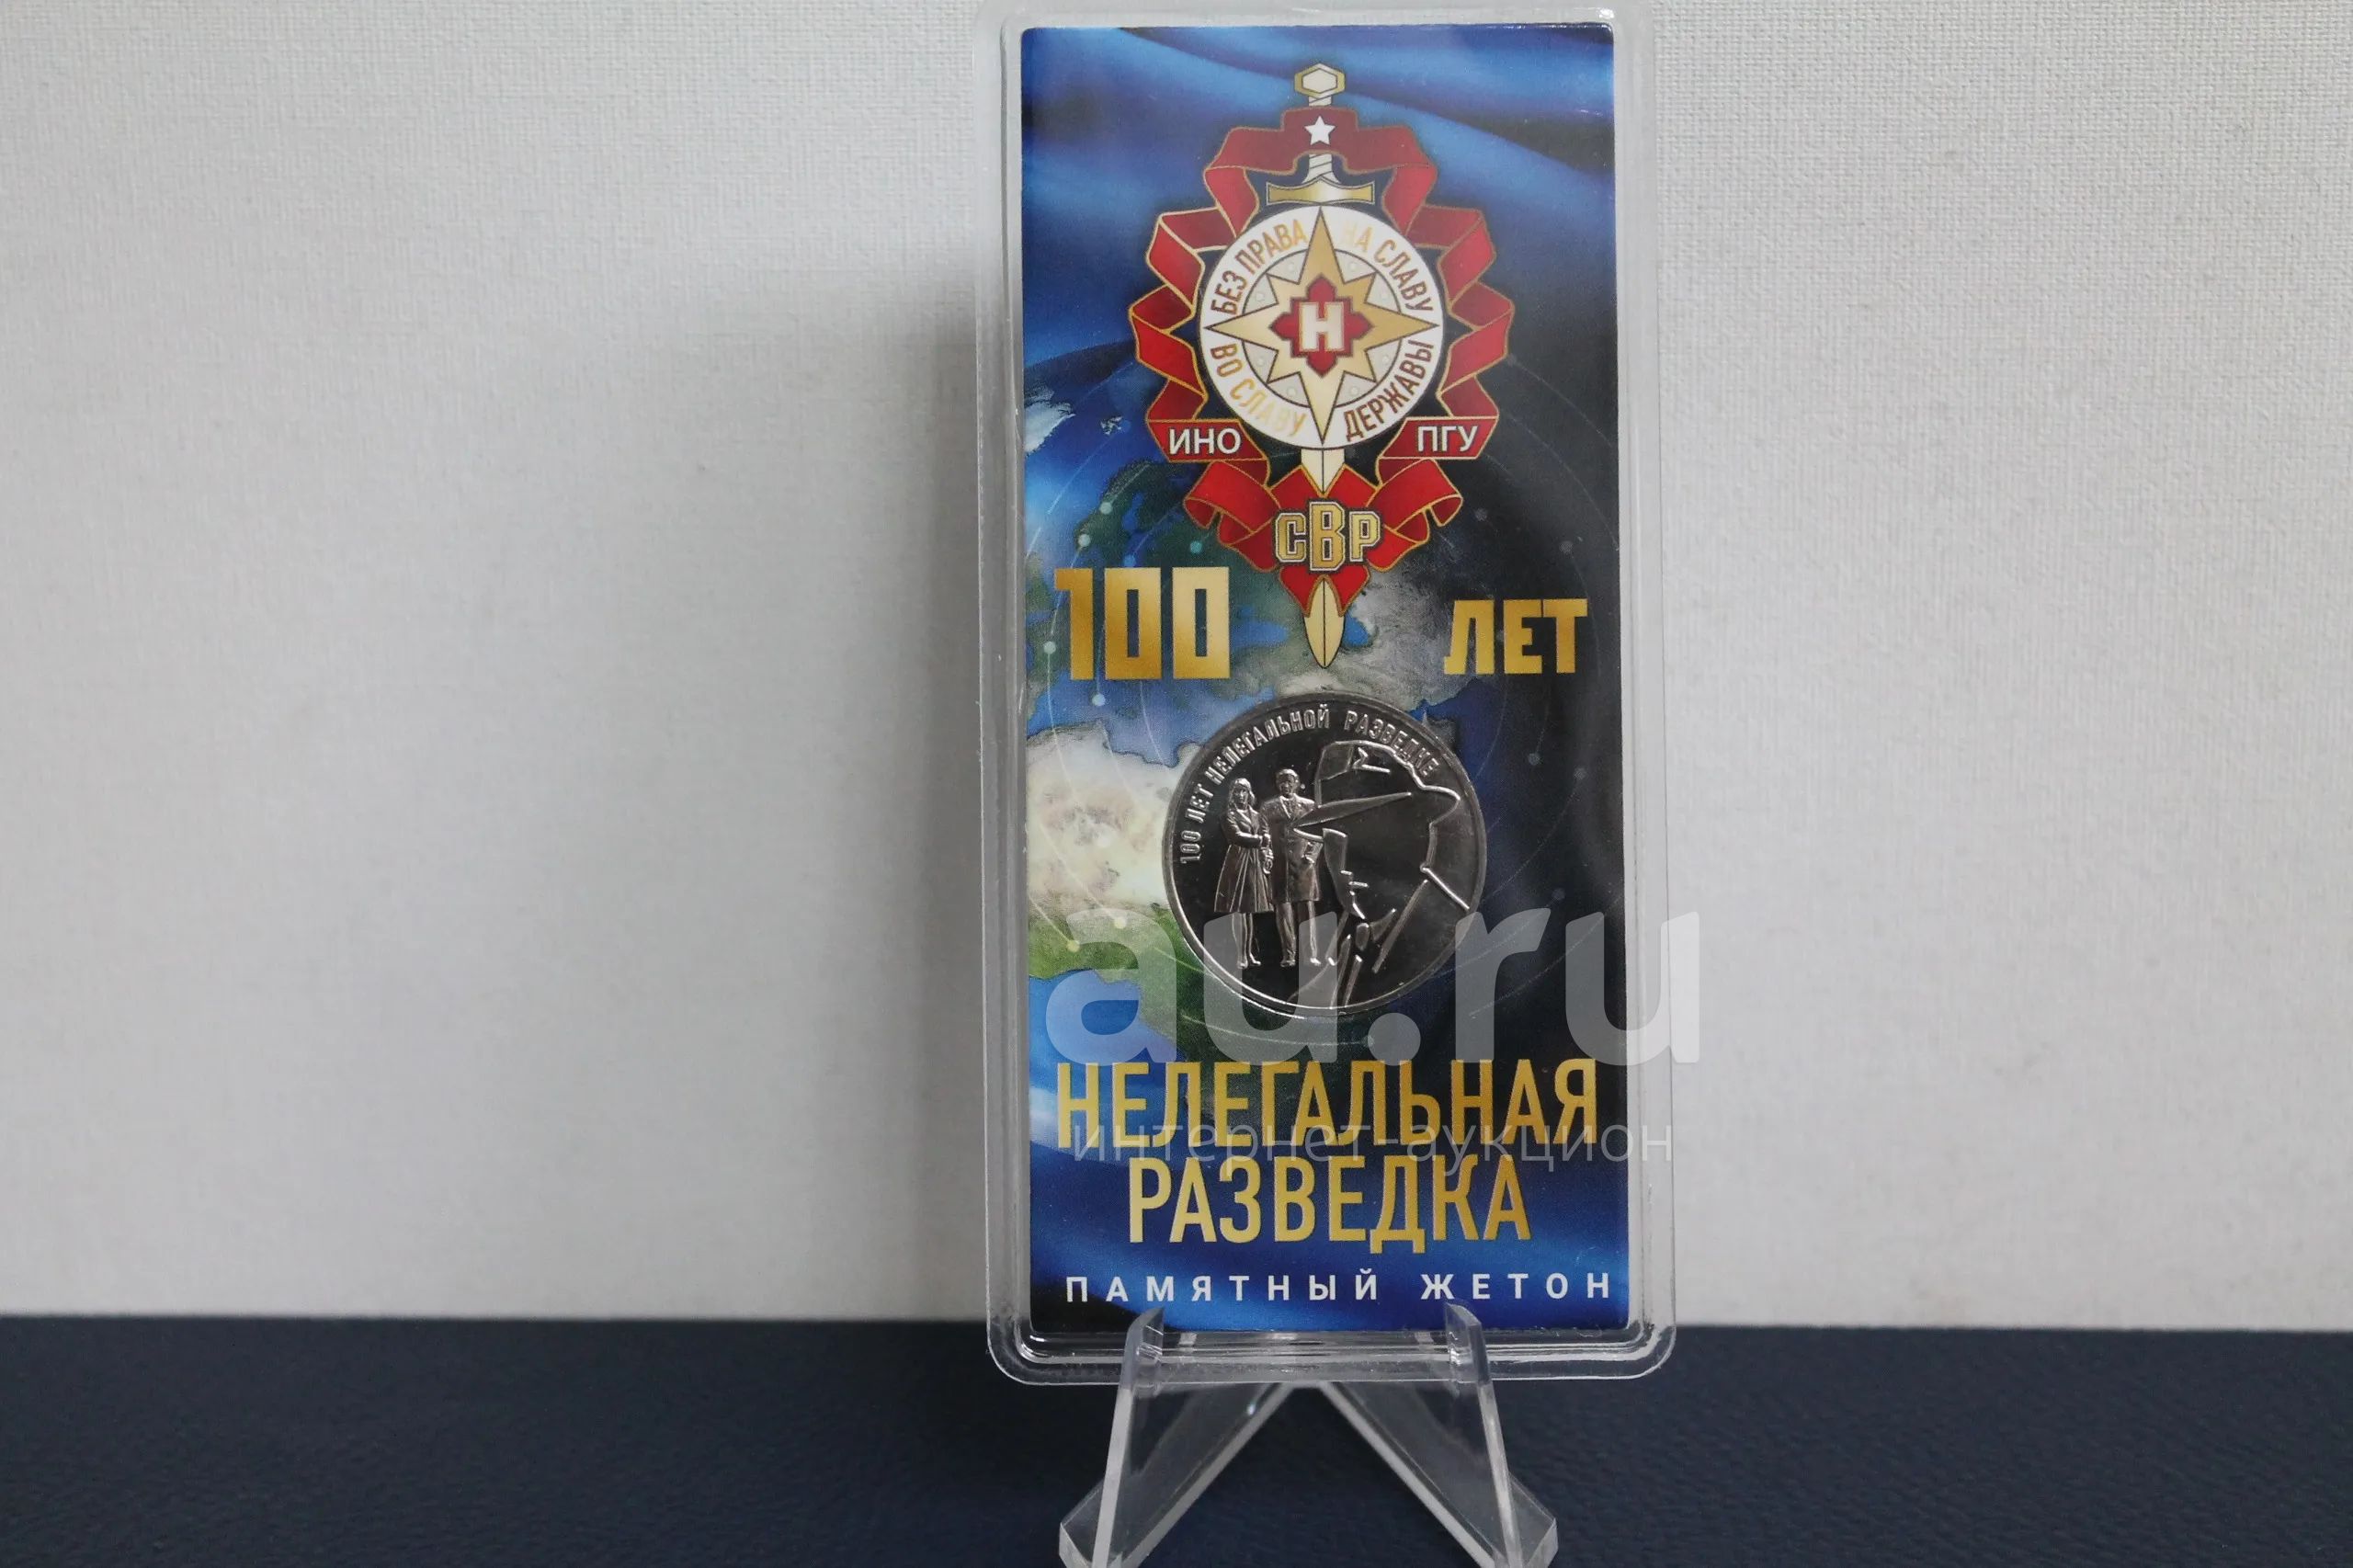 БЕЗ ПРАВА НА СЛАВУ
ВО СЛАВУ ДЕРЖАВЫ
Н
ИНО ПГУ
СВР
100 ЛЕТ
100 ЛЕТ НЕЛЕГАЛЬНОЙ РАЗВЕДКЕ
au.ru
НЕЛЕГАЛЬНАЯ
интернет-аукцион
РАЗВЕДКА
ПАМЯТНЫЙ ЖЕТОН